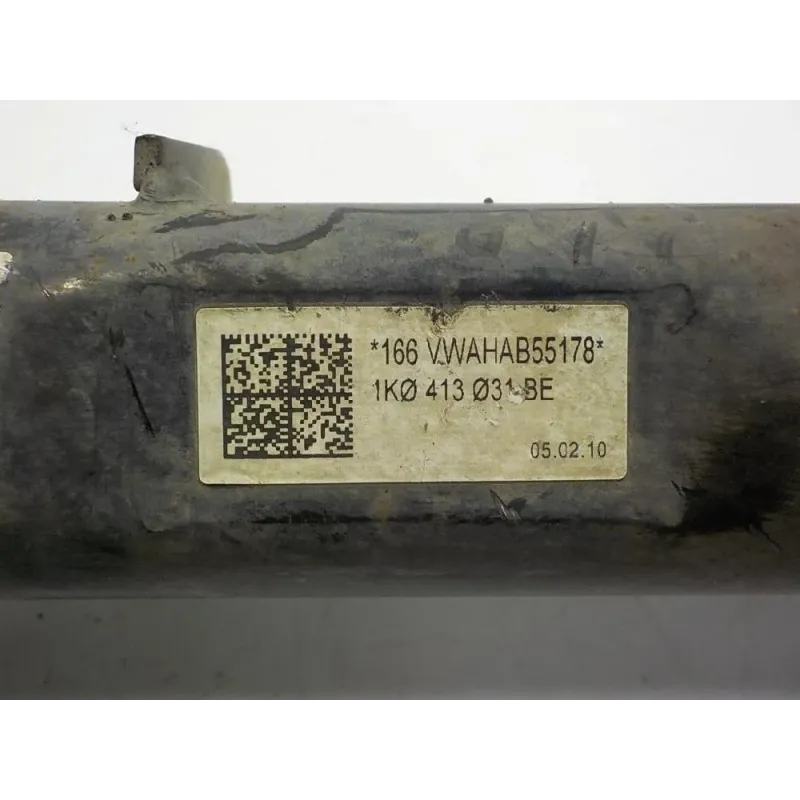 *166 VWAHAB55178*
1KØ 413 Ø31 BE
05.02.10